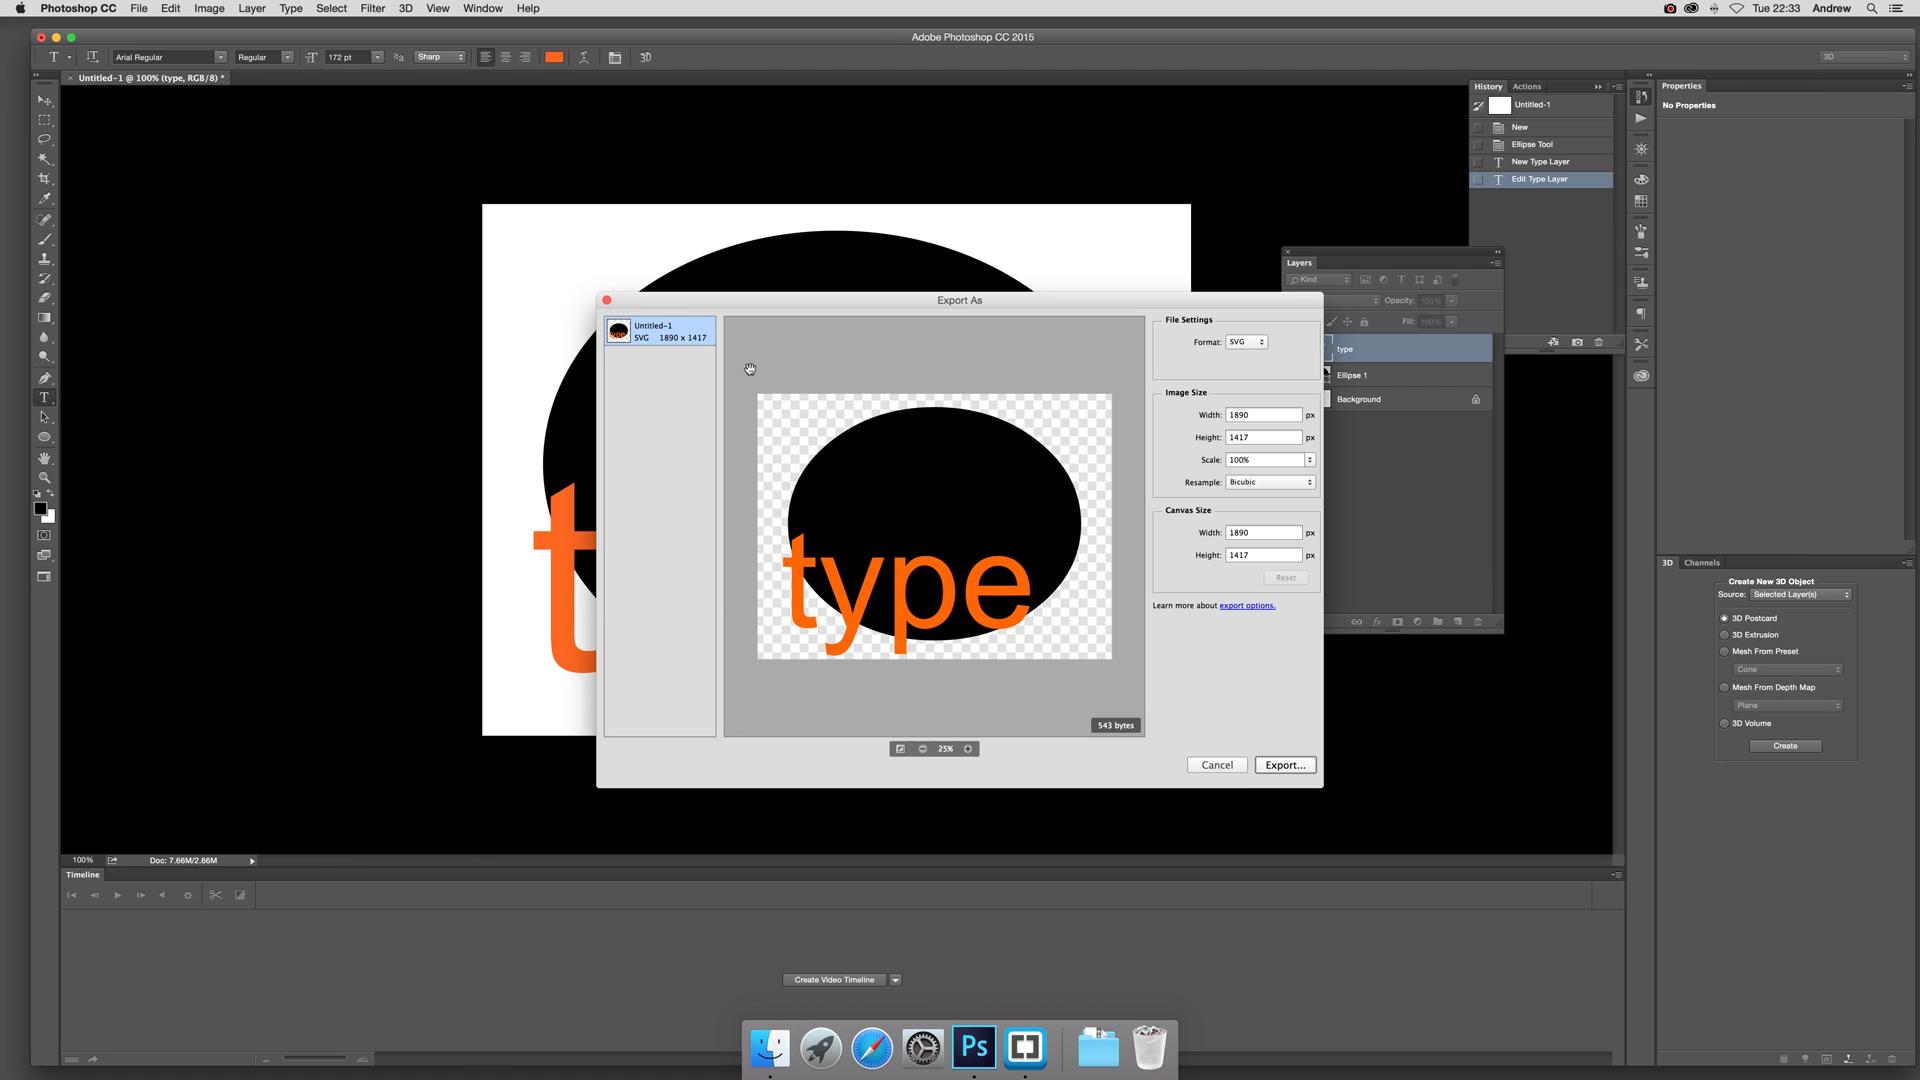 Photoshop CC File Edit Image Layer Type Select Filter 3D View Window Help Tue 22:33 Andrew
Adobe Photoshop CC 2015
T T Arial Regular Regular T 172 pt aa Sharp 3D 3D
× Untitled-1 @ 100% (type, RGB/8) *
History Actions
Untitled-1
New
Ellipse Tool
T New Type Layer
T Edit Type Layer
Properties
No Properties
Layers
Kind
Opacity: 100%
Fill: 100%
type
Ellipse 1
Background
t
Export As
Untitled-1
SVG 1890 x 1417
type
543 bytes
25%
File Settings
Format: SVG
Image Size
Width: 1890 px
Height: 1417 px
Scale: 100%
Resample: Bicubic
Canvas Size
Width: 1890 px
Height: 1417 px
Reset
Learn more about export options.
Cancel Export...
fx
3D Channels
Create New 3D Object
Source: Selected Layer(s)
3D Postcard
3D Extrusion
Mesh From Preset
Cone
Mesh From Depth Map
Plane
3D Volume
Create
100% Doc: 7.66M/2.66M
Timeline
Create Video Timeline
Ps